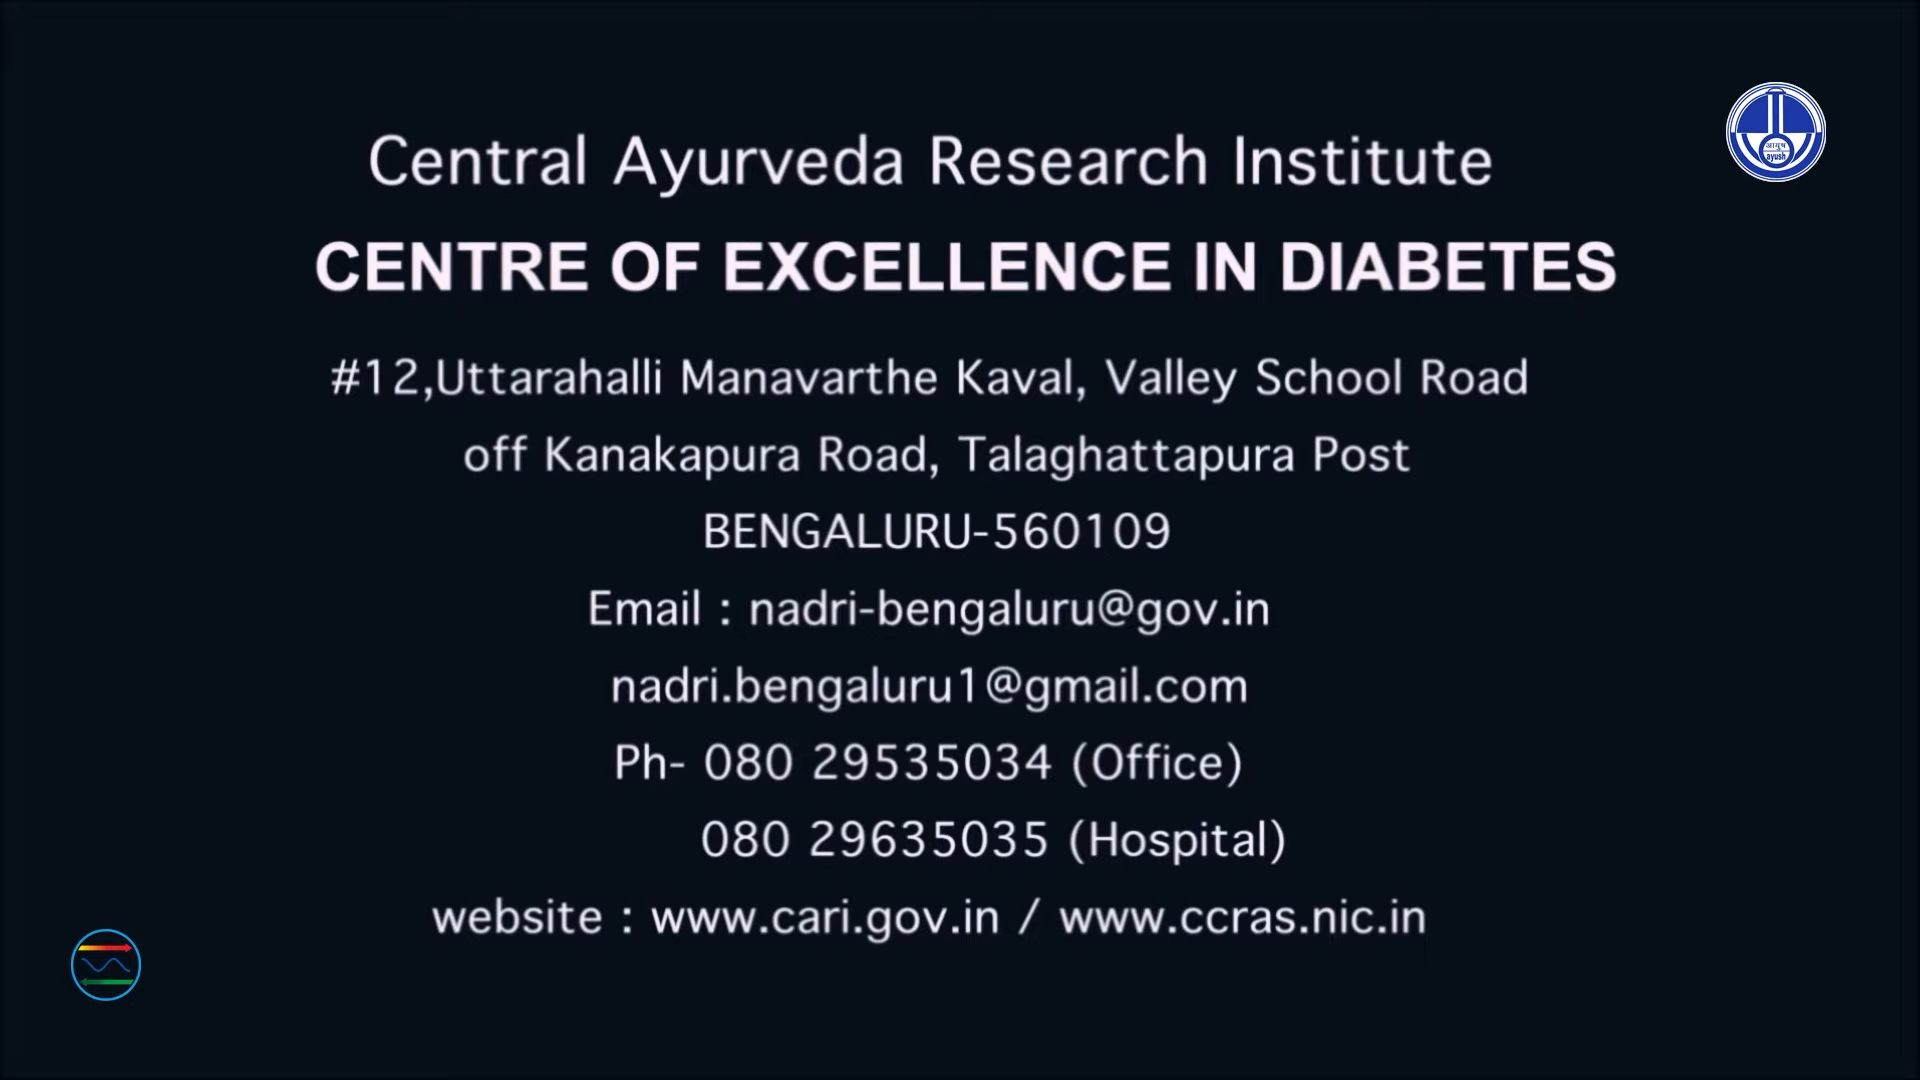 Central Ayurveda Research Institute
आयुष
ayush
CENTRE OF EXCELLENCE IN DIABETES
#12,Uttarahalli Manavarthe Kaval, Valley School Road
off Kanakapura Road, Talaghattapura Post
BENGALURU-560109
Email : nadri-bengaluru@gov.in
nadri.bengaluru1@gmail.com
Ph- 080 29535034 (Office)
080 29635035 (Hospital)
website : www.cari.gov.in / www.ccras.nic.in